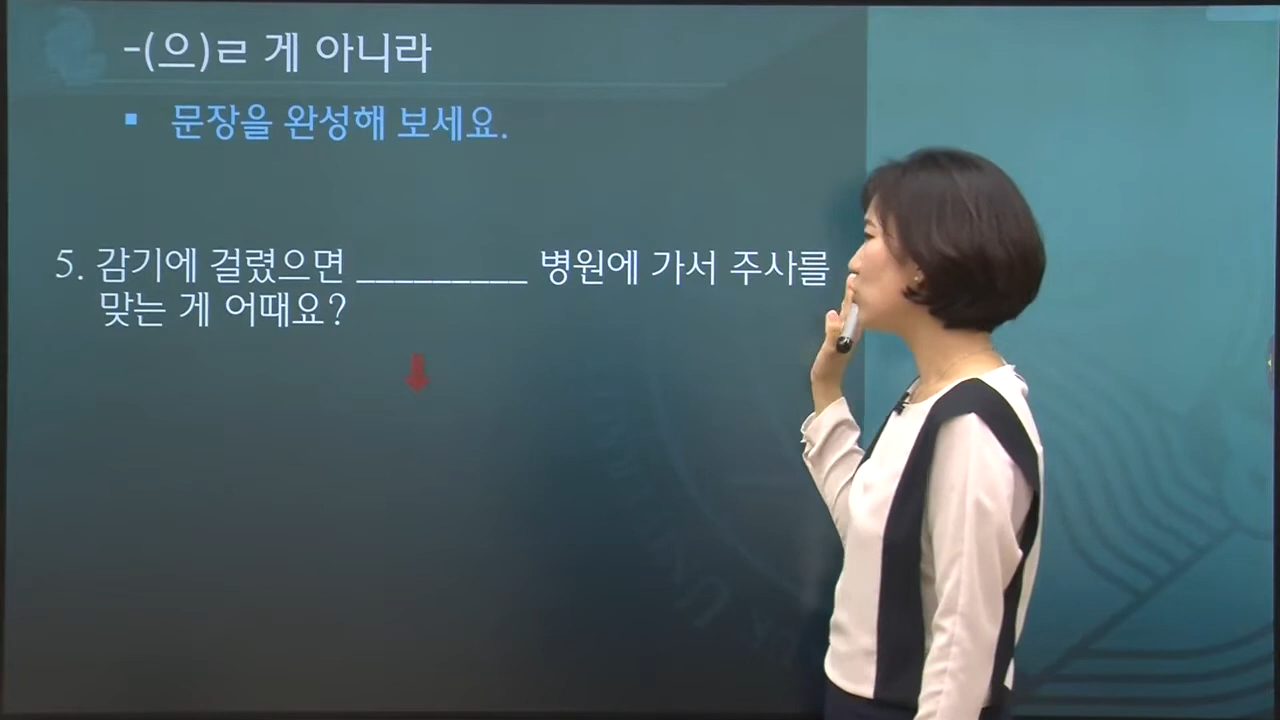 -(으)ㄹ 게 아니라
▪ 문장을 완성해 보세요.
5. 감기에 걸렸으면 _________ 병원에 가서 주사를
맞는 게 어때요?